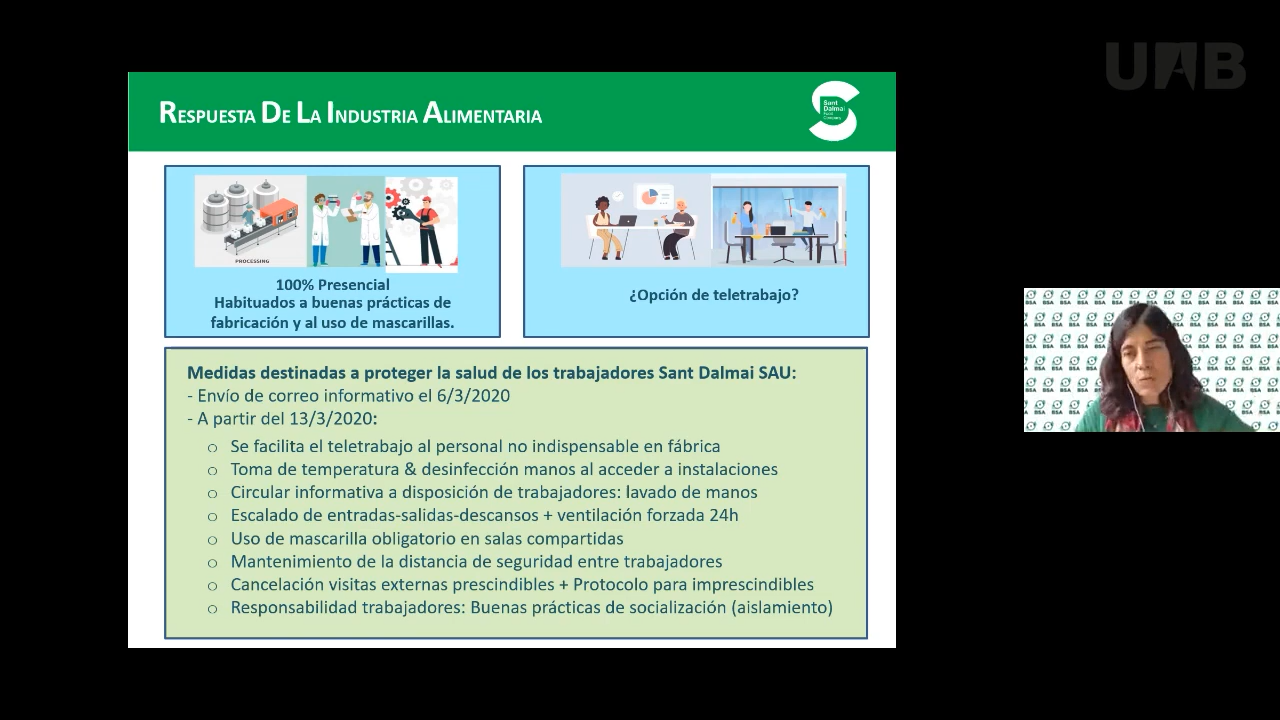 UAB
RESPUESTA DE LA INDUSTRIA ALIMENTARIA
Sant
Dalmai
Food
Company
PROCESSING
100% Presencial
Habituados a buenas prácticas de
fabricación y al uso de mascarillas.
¿Opción de teletrabajo?
Medidas destinadas a proteger la salud de los trabajadores Sant Dalmai SAU:
- Envío de correo informativo el 6/3/2020
- A partir del 13/3/2020:
o Se facilita el teletrabajo al personal no indispensable en fábrica
o Toma de temperatura & desinfección manos al acceder a instalaciones
o Circular informativa a disposición de trabajadores: lavado de manos
o Escalado de entradas-salidas-descansos + ventilación forzada 24h
o Uso de mascarilla obligatorio en salas compartidas
o Mantenimiento de la distancia de seguridad entre trabajadores
o Cancelación visitas externas prescindibles + Protocolo para imprescindibles
o Responsabilidad trabajadores: Buenas prácticas de socialización (aislamiento)
BSA